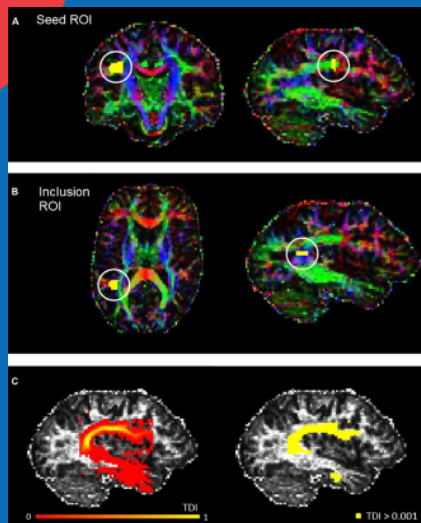 A Seed ROI
B Inclusion
ROI
C
TDI
0 1
TDI > 0.001